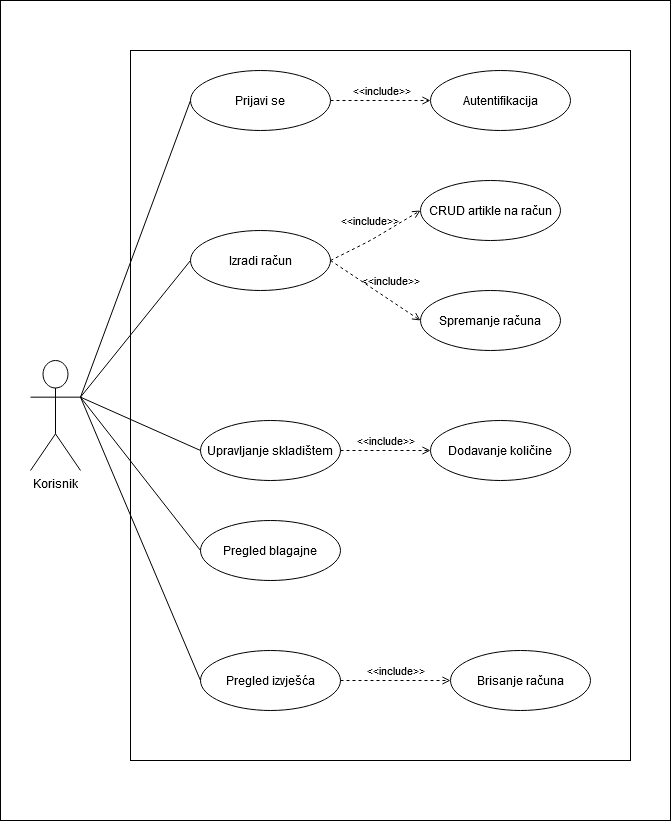 Prijavi se
<<include>>
Autentifikacija
CRUD artikle na račun
<<include>>
Izradi račun
<<include>>
Spremanje računa
Korisnik
Upravljanje skladištem
<<include>>
Dodavanje količine
Pregled blagajne
Pregled izvješća
<<include>>
Brisanje računa